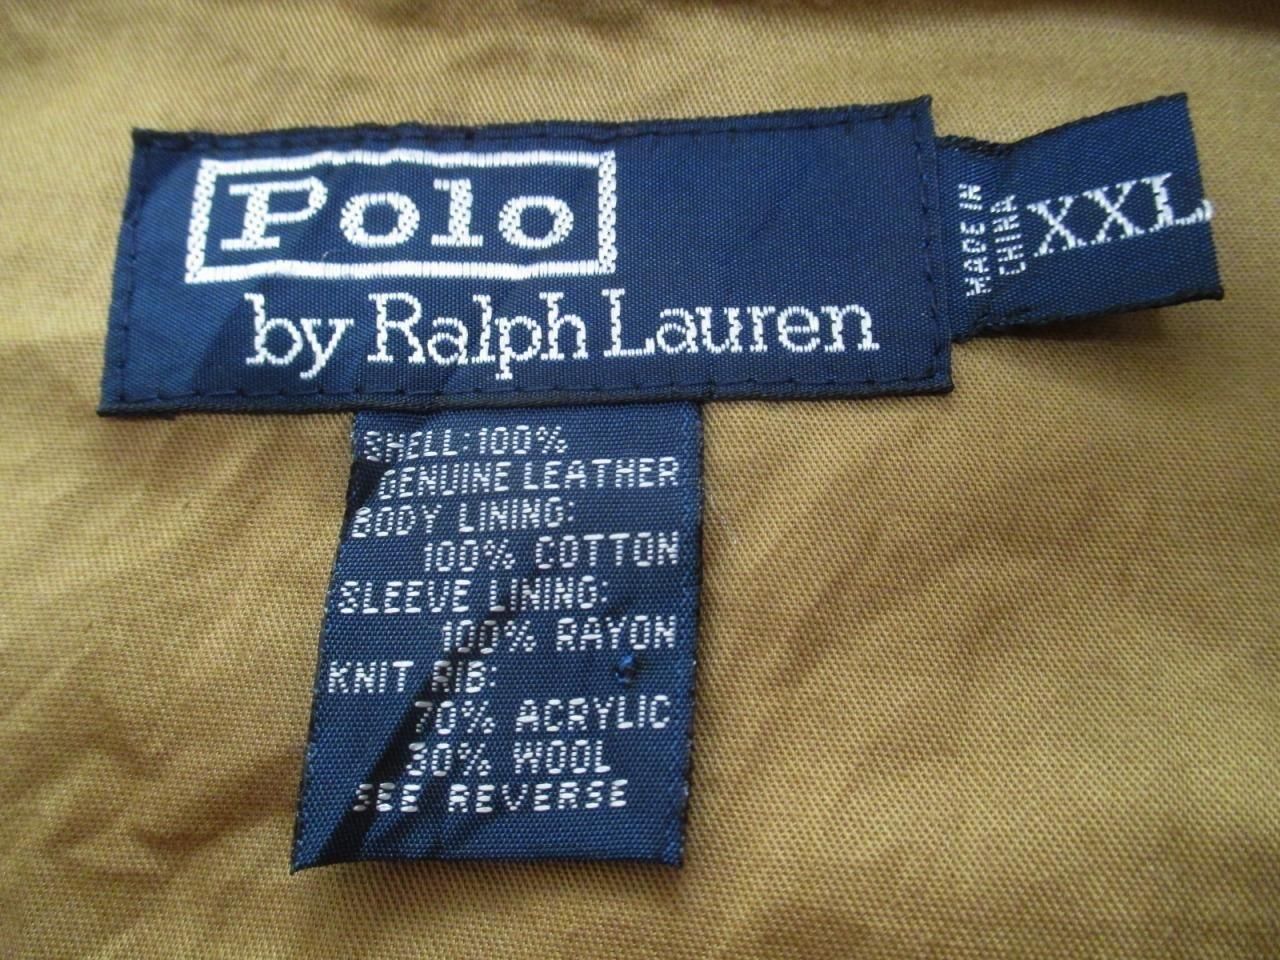 Polo
by Ralph Lauren
MADE IN
CHINA
XXL
SHELL:100%
GENUINE LEATHER
BODY LINING:
100% COTTON
SLEEVE LINING:
100% RAYON
KNIT RIB:
70% ACRYLIC
30% WOOL
SEE REVERSE